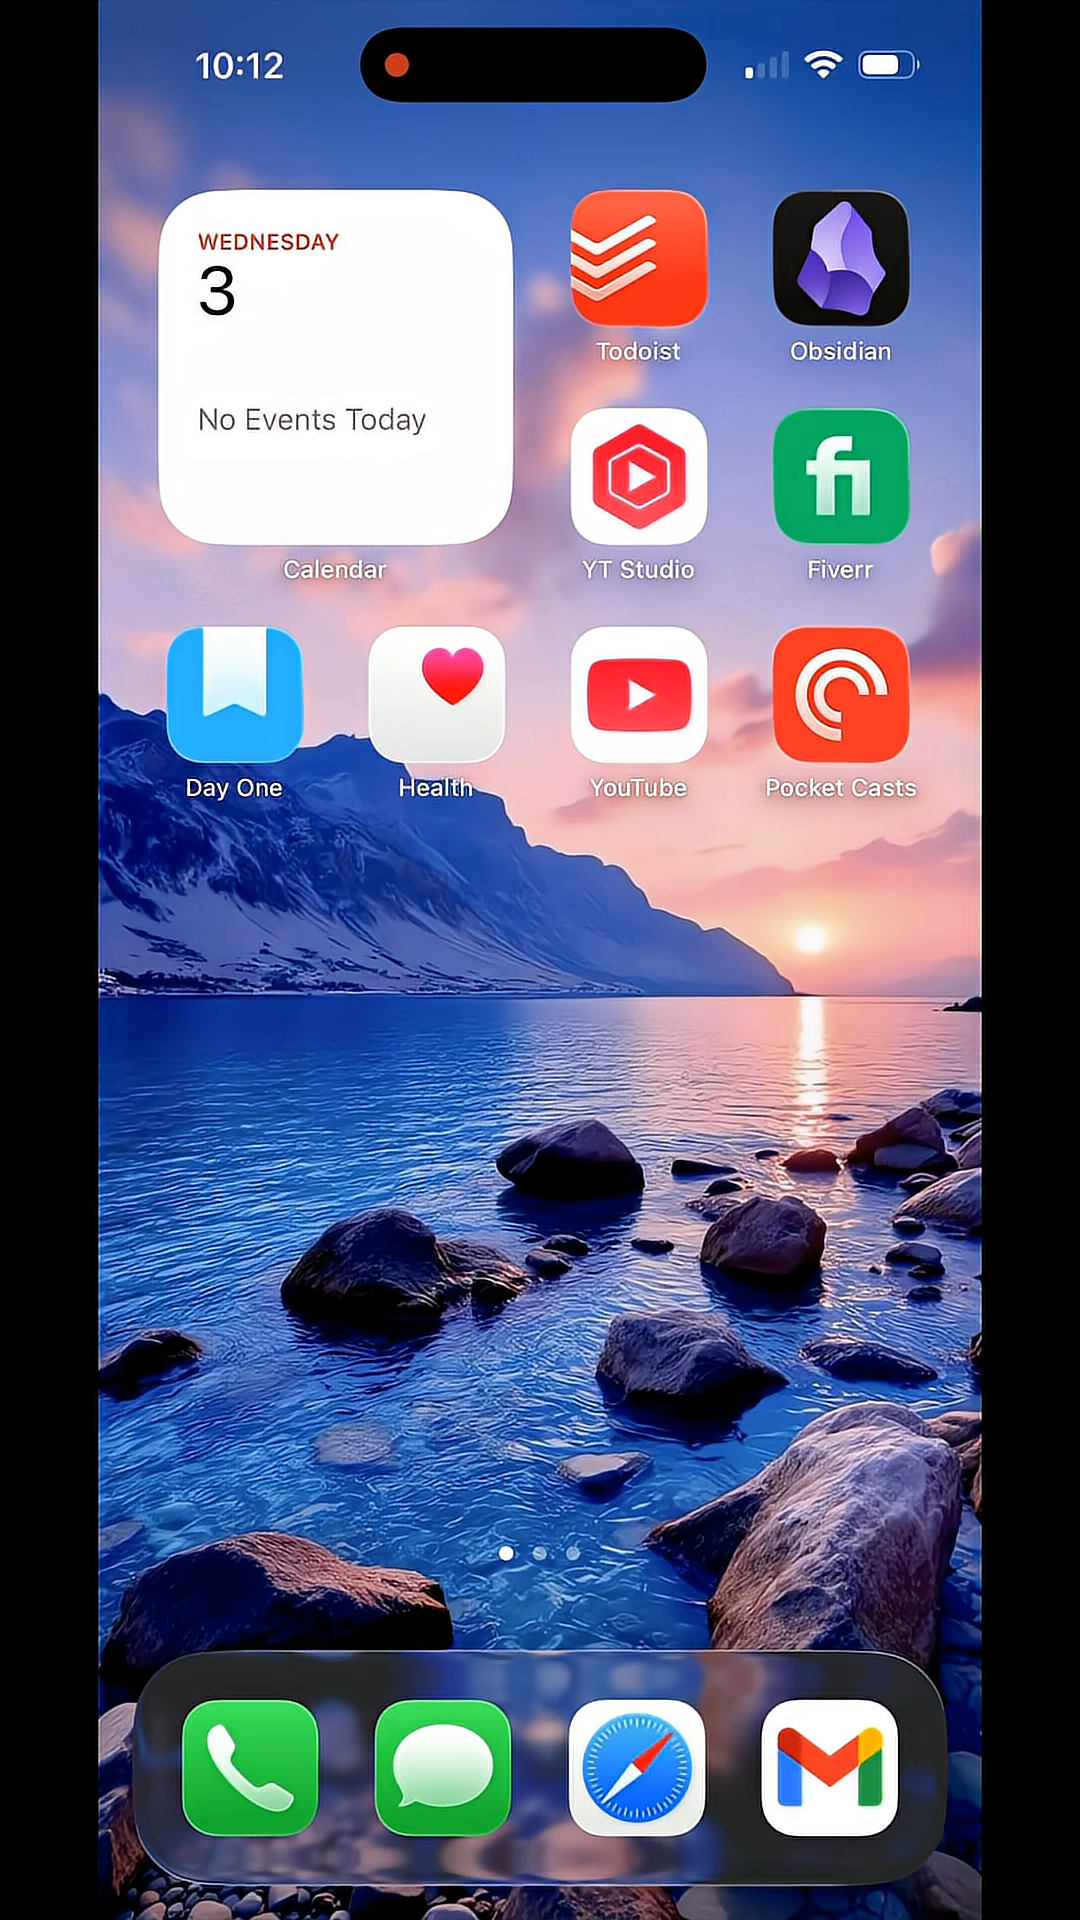 10:12
WEDNESDAY
3
No Events Today
Calendar
Todoist
Obsidian
YT Studio
fi
Fiverr
Day One
Health
YouTube
Pocket Casts